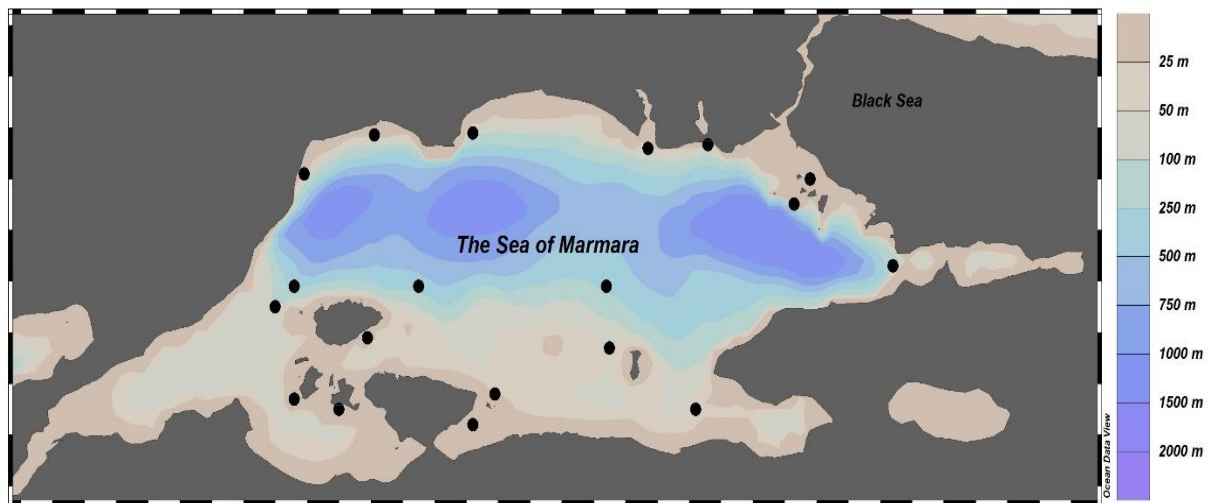 Black Sea
The Sea of Marmara
25 m
50 m
100 m
250 m
500 m
750 m
1000 m
1500 m
2000 m
Ocean Data View